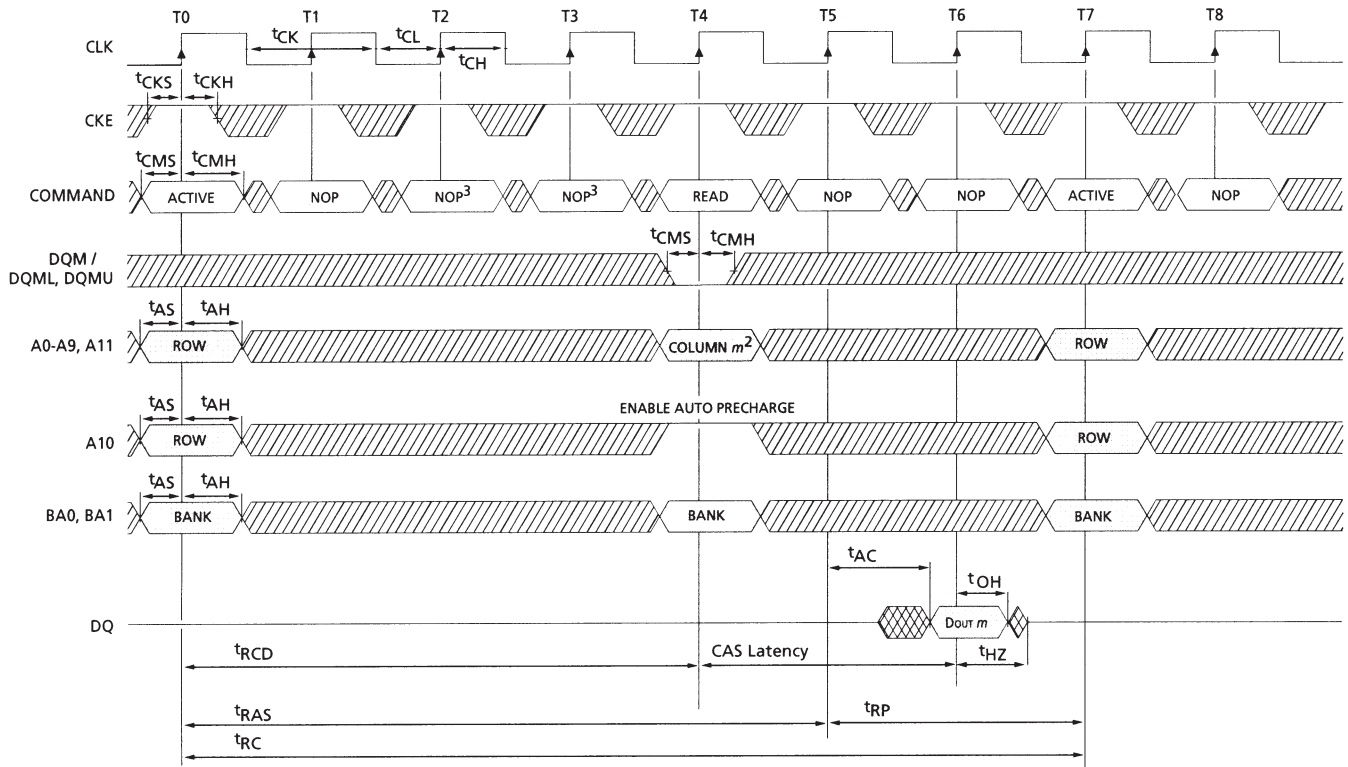 T0 T1 T2 T3 T4 T5 T6 T7 T8
CLK
tCK tCL
tCH
tCKS tCKH
CKE
tCMS tCMH
COMMAND ACTIVE NOP NOP3 NOP3 READ NOP NOP ACTIVE NOP
tCMS tCMH
DQM /
DQML, DQMU
tAS tAH
A0-A9, A11 ROW COLUMN m2 ROW
ENABLE AUTO PRECHARGE
tAS tAH
A10 ROW ROW
tAS tAH
BA0, BA1 BANK BANK BANK
tAC
tOH
DQ DOUT m
tRCD CAS Latency tHZ
tRAS tRP
tRC